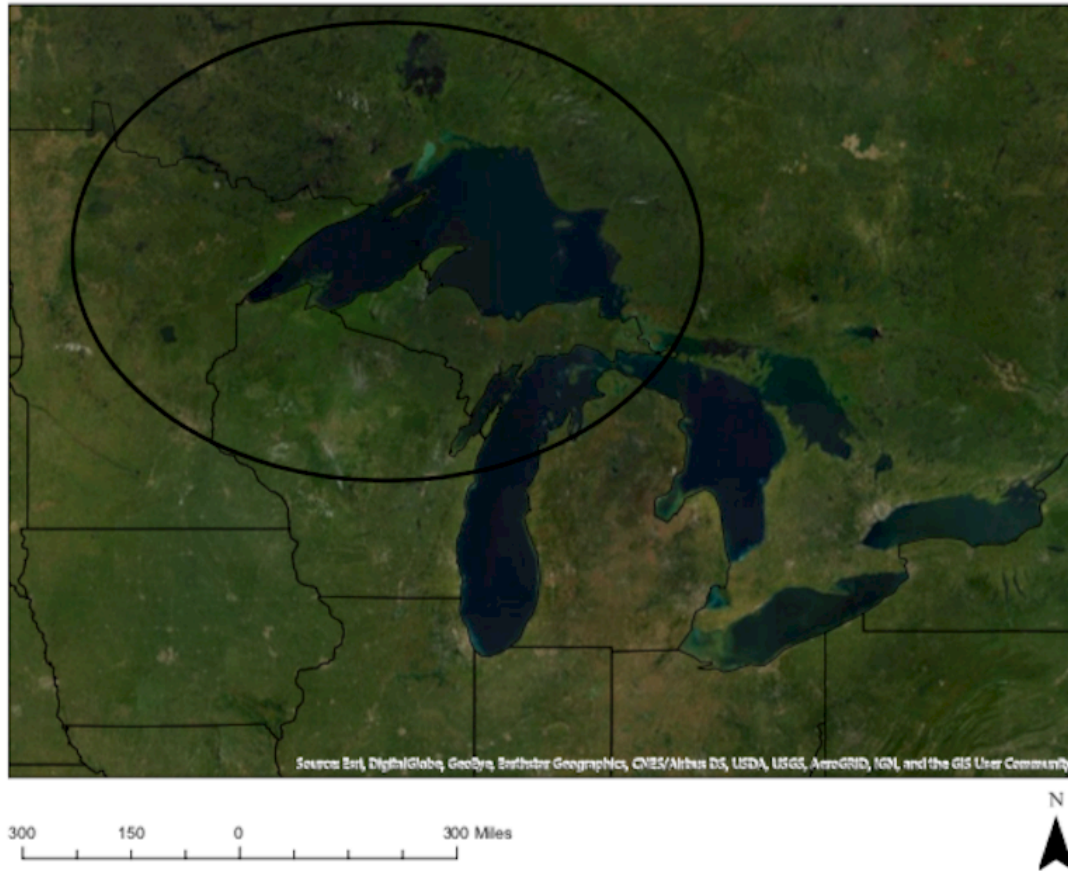 Source: Esri, DigitalGlobe, GeoEye, Earthstar Geographics, CNES/Airbus DS, USDA, USGS, AeroGRID, IGN, and the GIS User Community
N
300 150 0 300 Miles